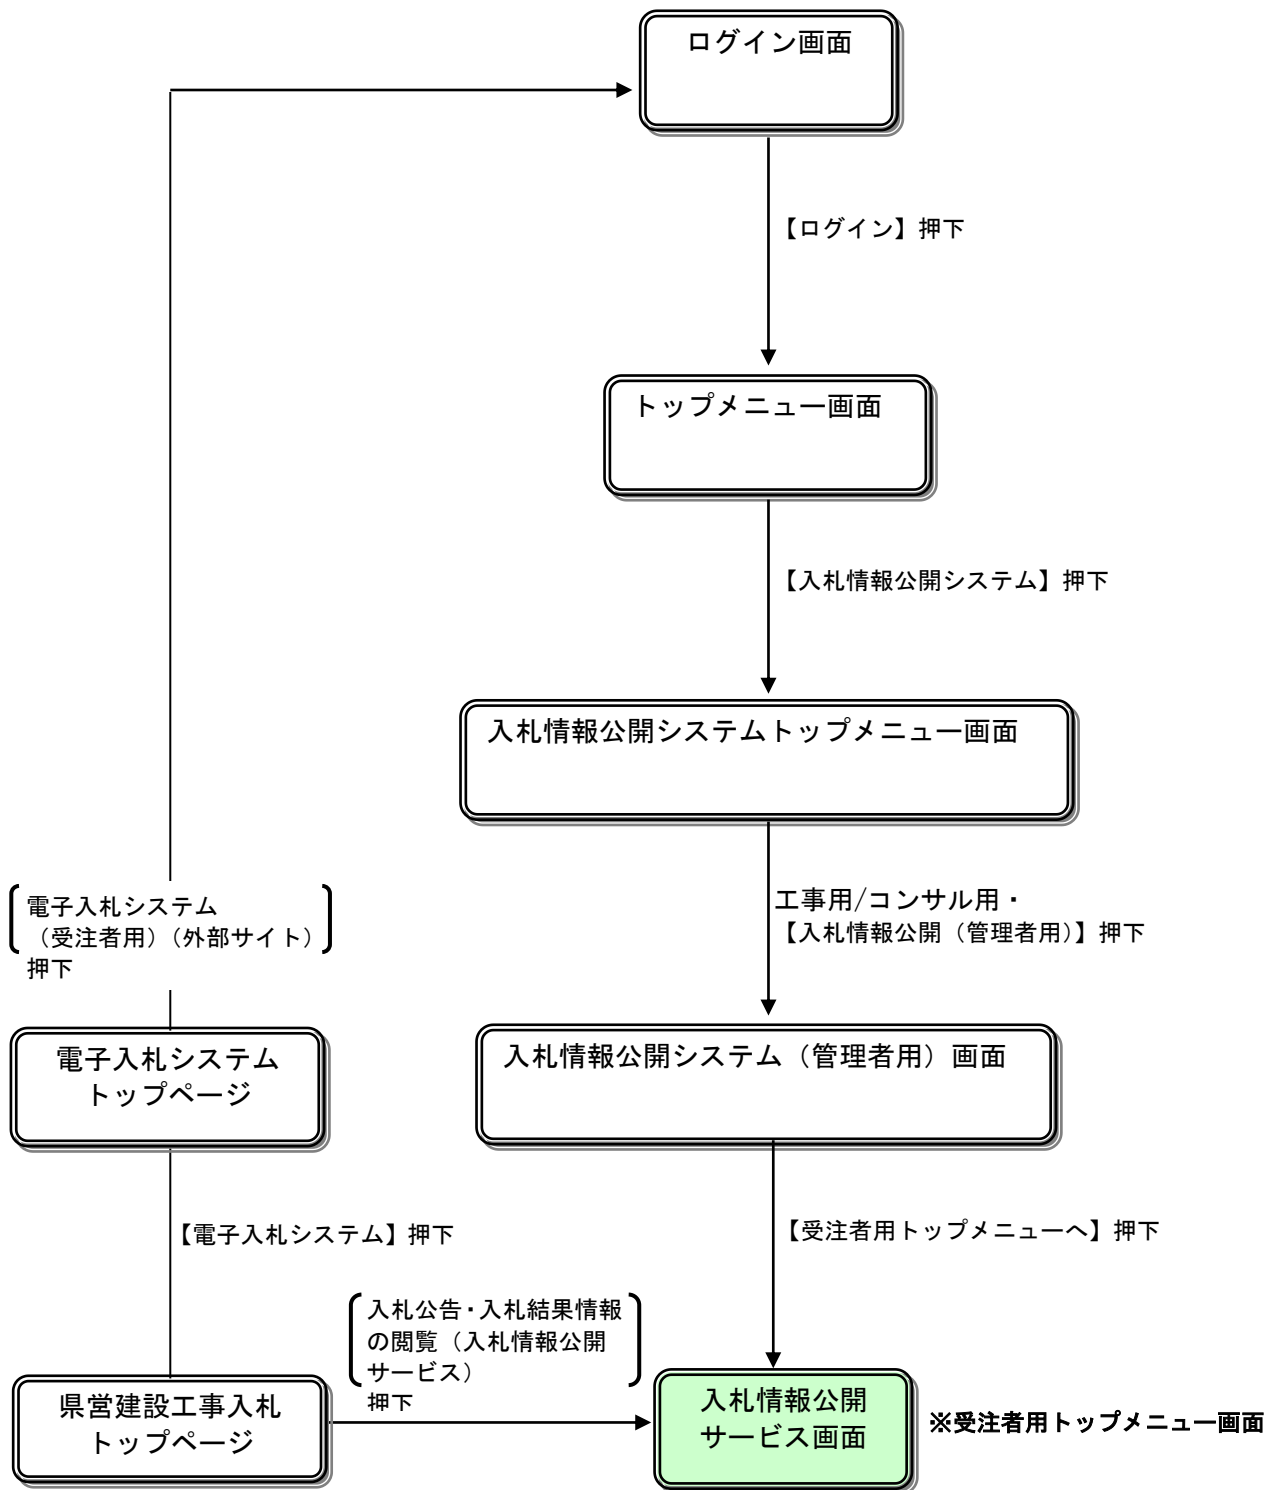 ログイン画面
【ログイン】押下
トップメニュー画面
【入札情報公開システム】押下
入札情報公開システムトップメニュー画面
電子入札システム
（受注者用）（外部サイト）
押下
工事用/コンサル用・
【入札情報公開（管理者用）】押下
電子入札システム
トップページ
入札情報公開システム（管理者用）画面
【電子入札システム】押下
【受注者用トップメニューへ】押下
入札公告・入札結果情報
の閲覧（入札情報公開
サービス）
押下
県営建設工事入札
トップページ
入札情報公開
サービス画面
※受注者用トップメニュー画面